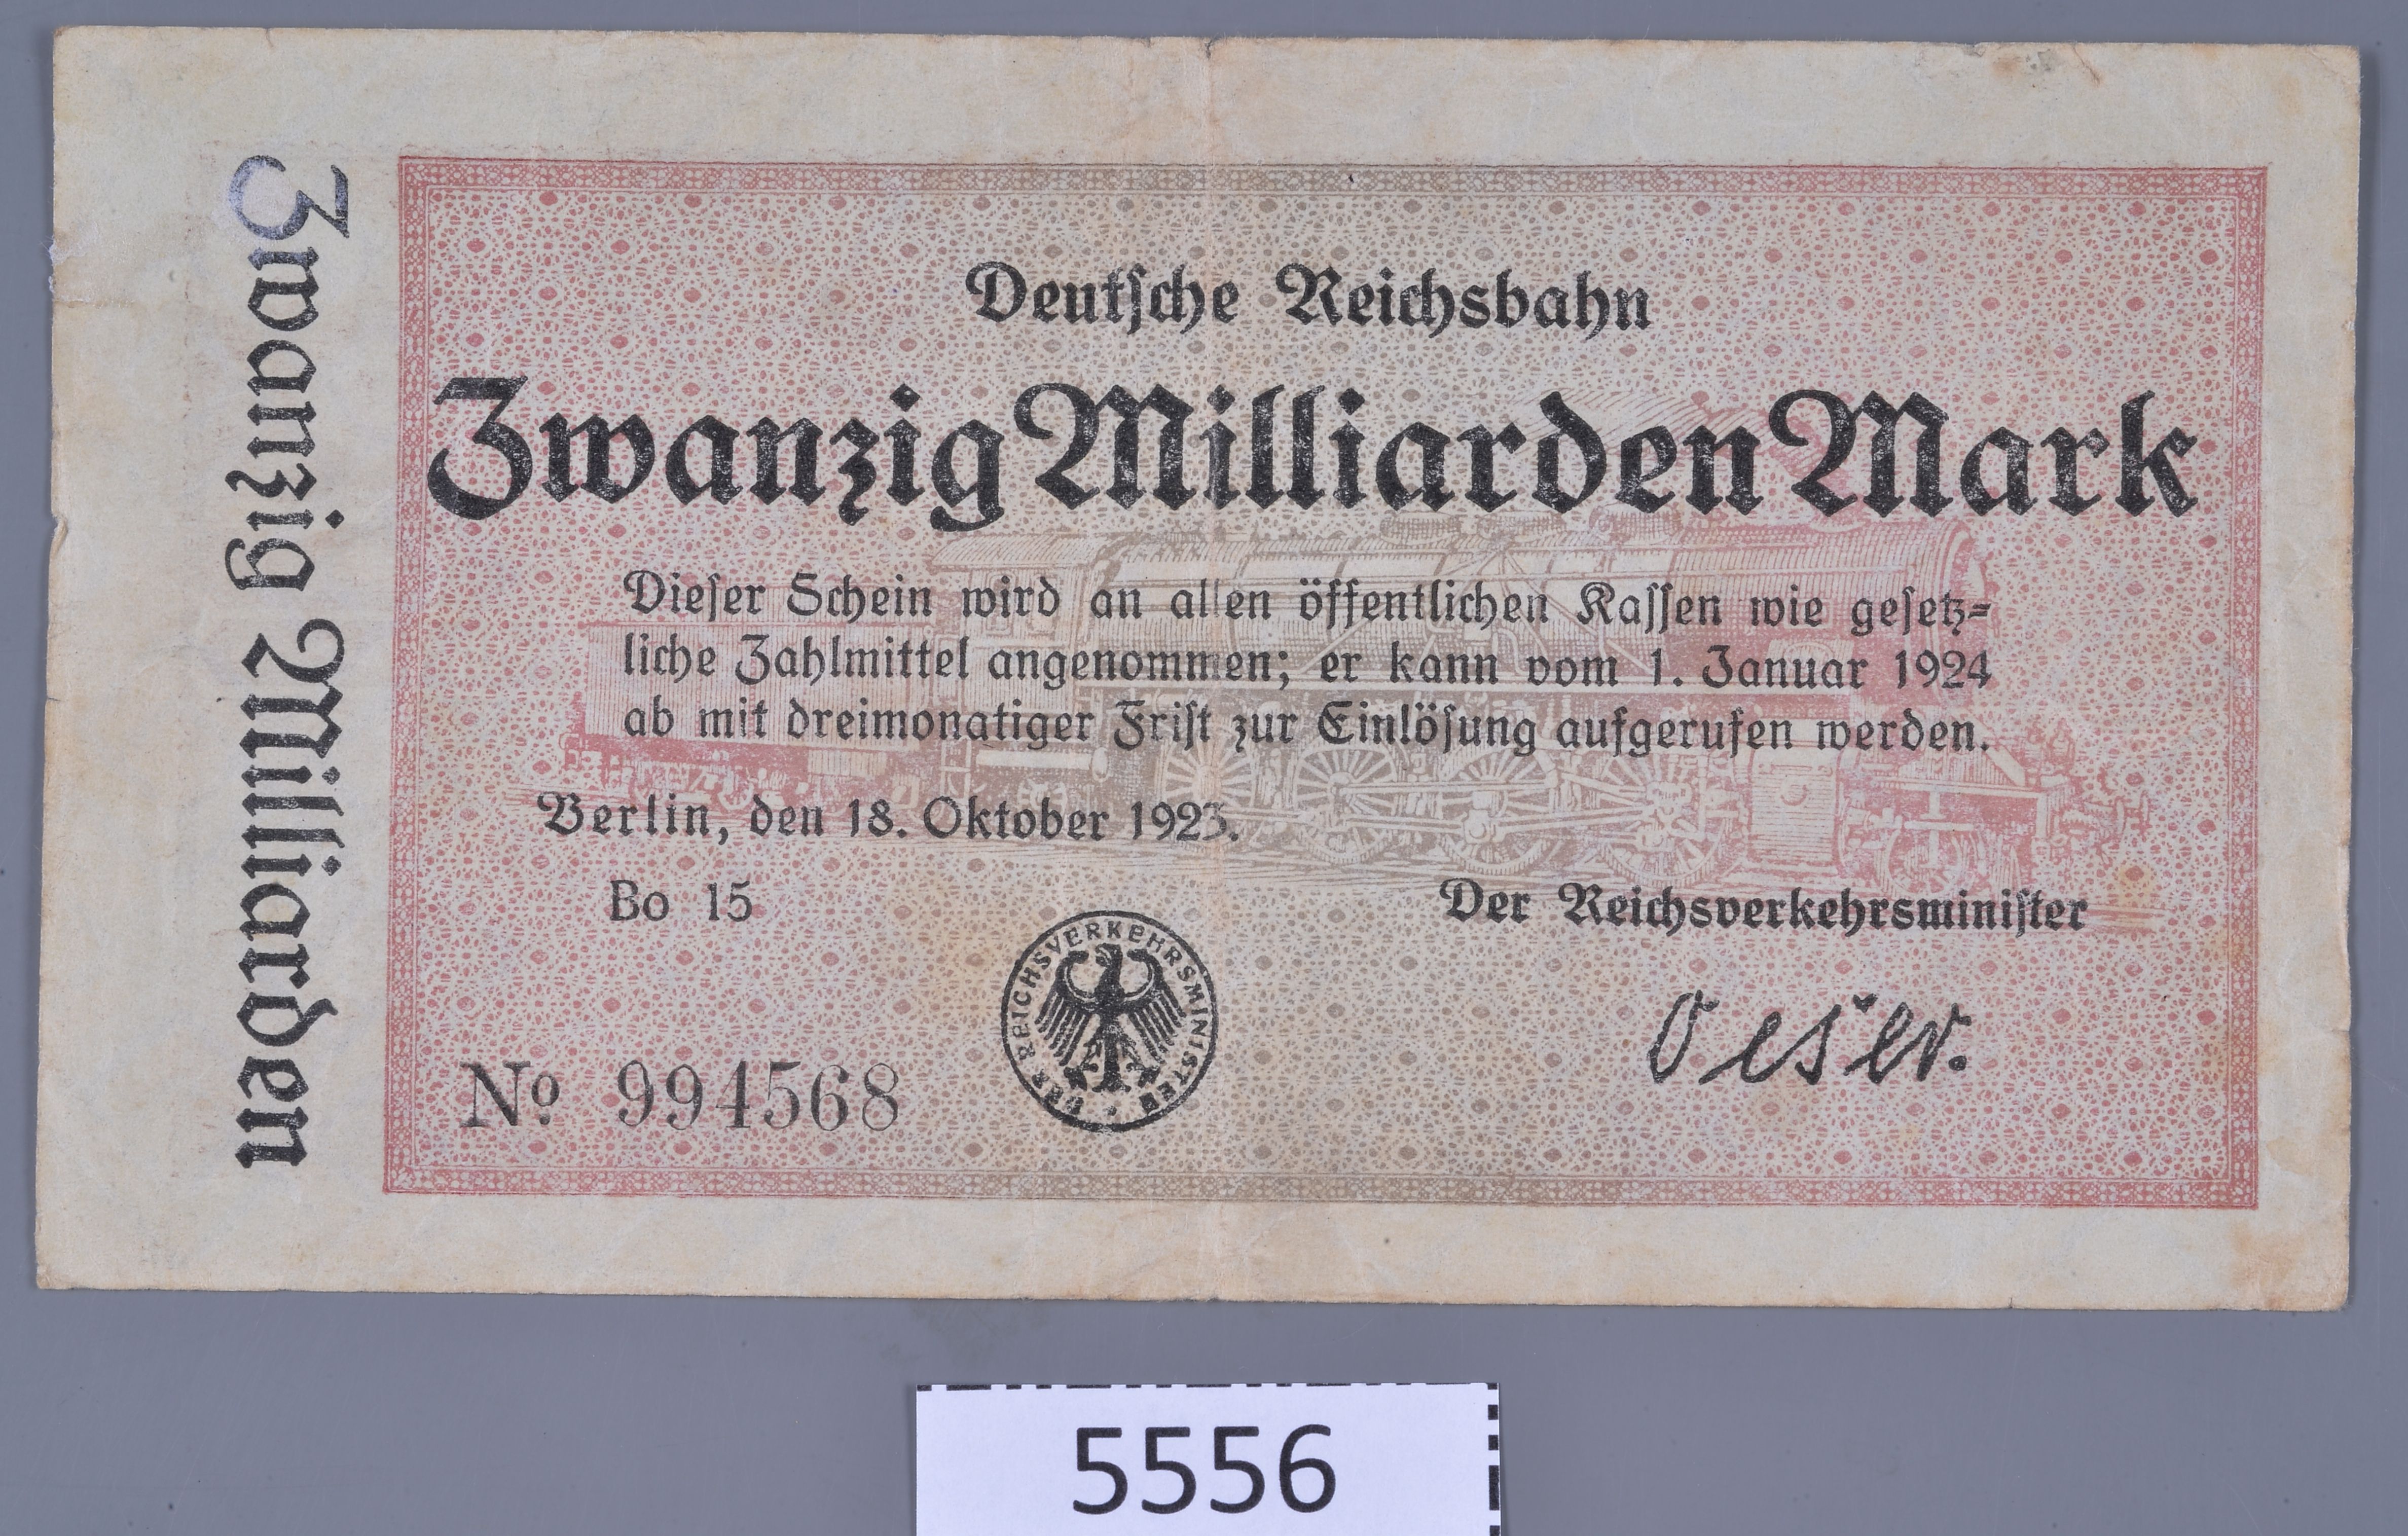 Zwanzig Milliarden
Deutsche Reichsbahn
Zwanzig Milliarden Mark
Dieser Schein wird an allen öffentlichen Kassen wie gesetz=
liche Zahlmittel angenommen; er kann vom 1. Januar 1924
ab mit dreimonatiger Frist zur Einlösung aufgerufen werden.
Berlin, den 18. Oktober 1923.
Bo 15
Der Reichsverkehrsminister
DER REICHSVERKEHRSMINISTER
Oeser.
No 994568
5556